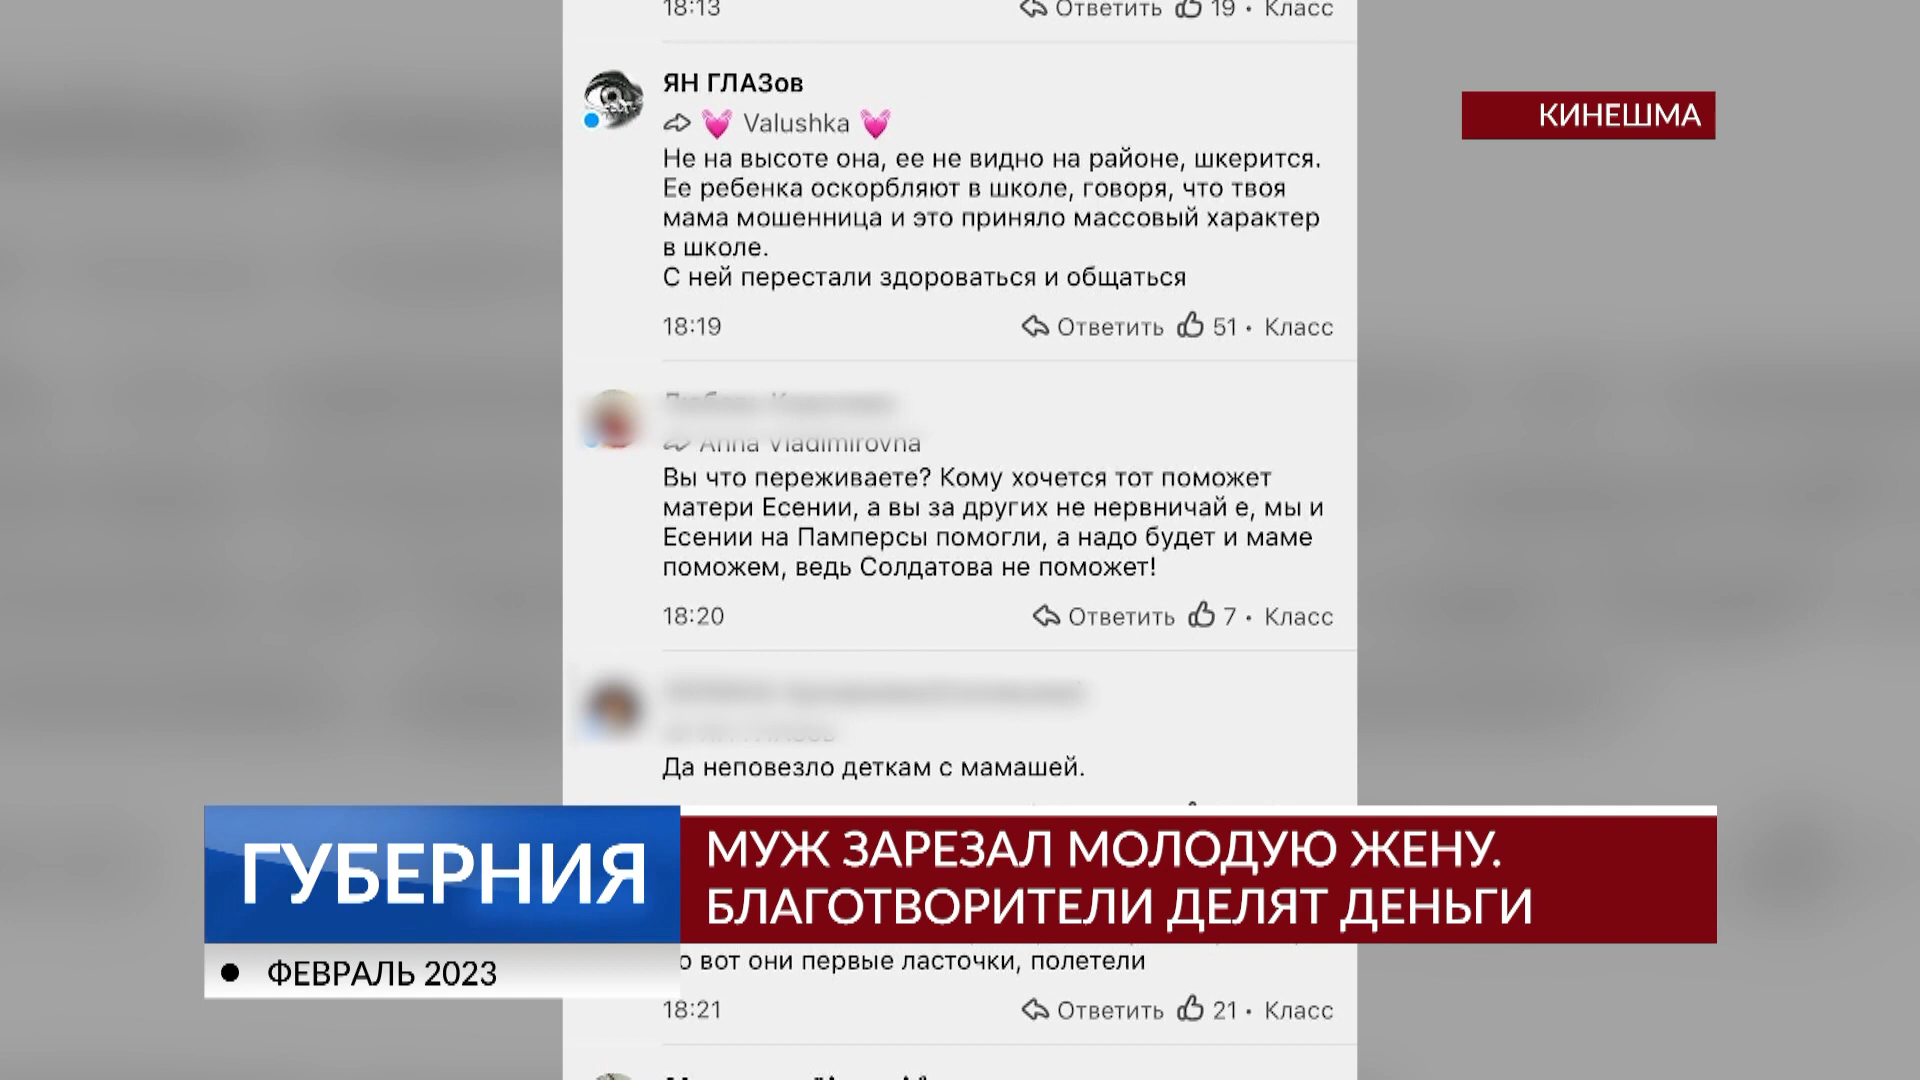 18:13 Ответить 19 • Класс
КИНЕШМА
ЯН ГЛАЗов
Valushka
Не на высоте она, ее не видно на районе, шкерится.
Ее ребенка оскорбляют в школе, говоря, что твоя
мама мошенница и это приняло массовый характер
в школе.
С ней перестали здороваться и общаться
18:19 Ответить 51 • Класс
Anna Vladimirovna
Вы что переживаете? Кому хочется тот поможет
матери Есении, а вы за других не нервничай е, мы и
Есении на Памперсы помогли, а надо будет и маме
поможем, ведь Солдатова не поможет!
18:20 Ответить 7 • Класс
Да неповезло деткам с мамашей.
ГУБЕРНИЯ
МУЖ ЗАРЕЗАЛ МОЛОДУЮ ЖЕНУ.
БЛАГОТВОРИТЕЛИ ДЕЛЯТ ДЕНЬГИ
• ФЕВРАЛЬ 2023
о вот они первые ласточки, полетели
18:21 Ответить 21 • Класс